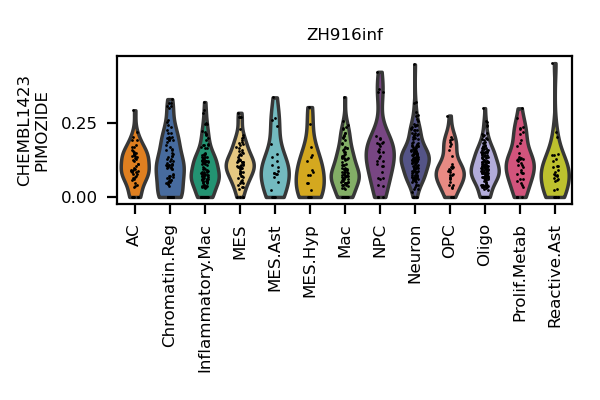 ZH916inf
CHEMBL1423
PIMOZIDE
0.25
0.00
AC
Chromatin.Reg
Inflammatory.Mac
MES
MES.Ast
MES.Hyp
Mac
NPC
Neuron
OPC
Oligo
Prolif.Metab
Reactive.Ast